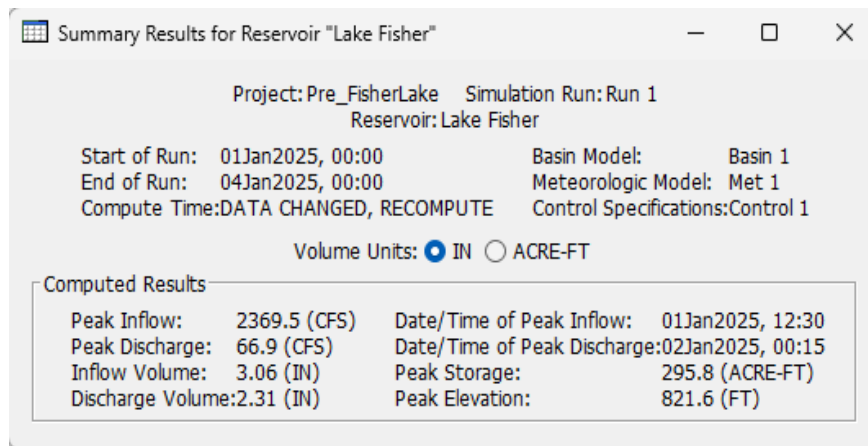 Summary Results for Reservoir "Lake Fisher"
Project: Pre_FisherLake Simulation Run: Run 1
Reservoir: Lake Fisher
Start of Run: 01Jan2025, 00:00 Basin Model: Basin 1
End of Run: 04Jan2025, 00:00 Meteorologic Model: Met 1
Compute Time:DATA CHANGED, RECOMPUTE Control Specifications:Control 1
Volume Units: IN ACRE-FT
Computed Results
Peak Inflow: 2369.5 (CFS) Date/Time of Peak Inflow: 01Jan2025, 12:30
Peak Discharge: 66.9 (CFS) Date/Time of Peak Discharge:02Jan2025, 00:15
Inflow Volume: 3.06 (IN) Peak Storage: 295.8 (ACRE-FT)
Discharge Volume:2.31 (IN) Peak Elevation: 821.6 (FT)